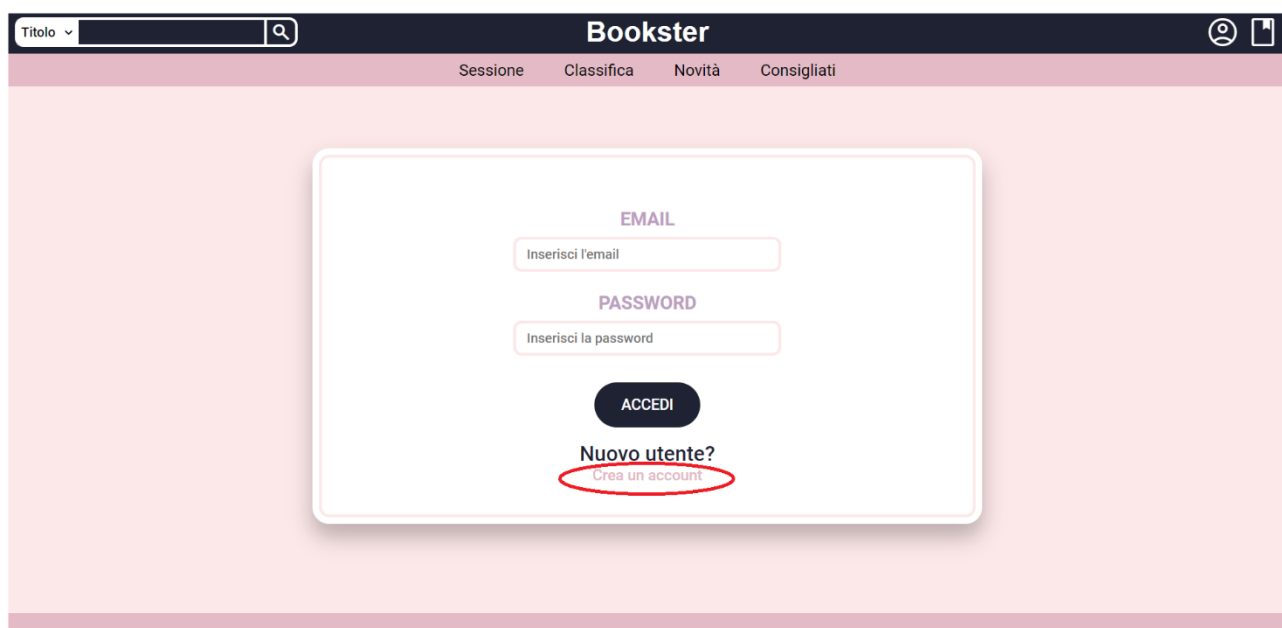 Titolo
Bookster
Sessione Classifica Novità Consigliati
EMAIL
Inserisci l'email
PASSWORD
Inserisci la password
ACCEDI
Nuovo utente?
Crea un account